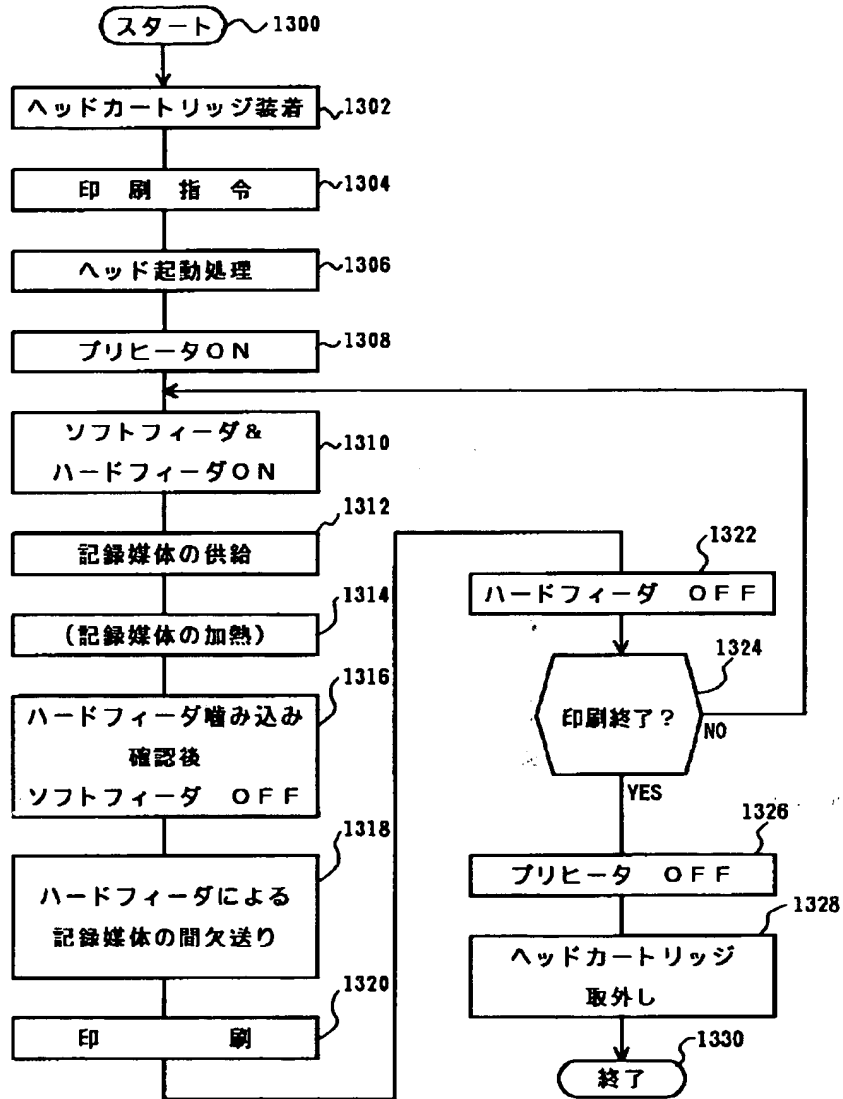 スタート
1300
ヘッドカートリッジ装着
1302
印 刷 指 令
1304
ヘッド起動処理
1306
プリヒータON
1308
ソフトフィーダ&
ハードフィーダON
1310
記録媒体の供給
1312
(記録媒体の加熱)
1314
ハードフィーダ噛み込み
確認後
ソフトフィーダ OFF
1316
ハードフィーダによる
記録媒体の間欠送り
1318
印 刷
1320
ハードフィーダ OFF
1322
印刷終了?
1324
NO
YES
プリヒータ OFF
1326
ヘッドカートリッジ
取外し
1328
終了
1330